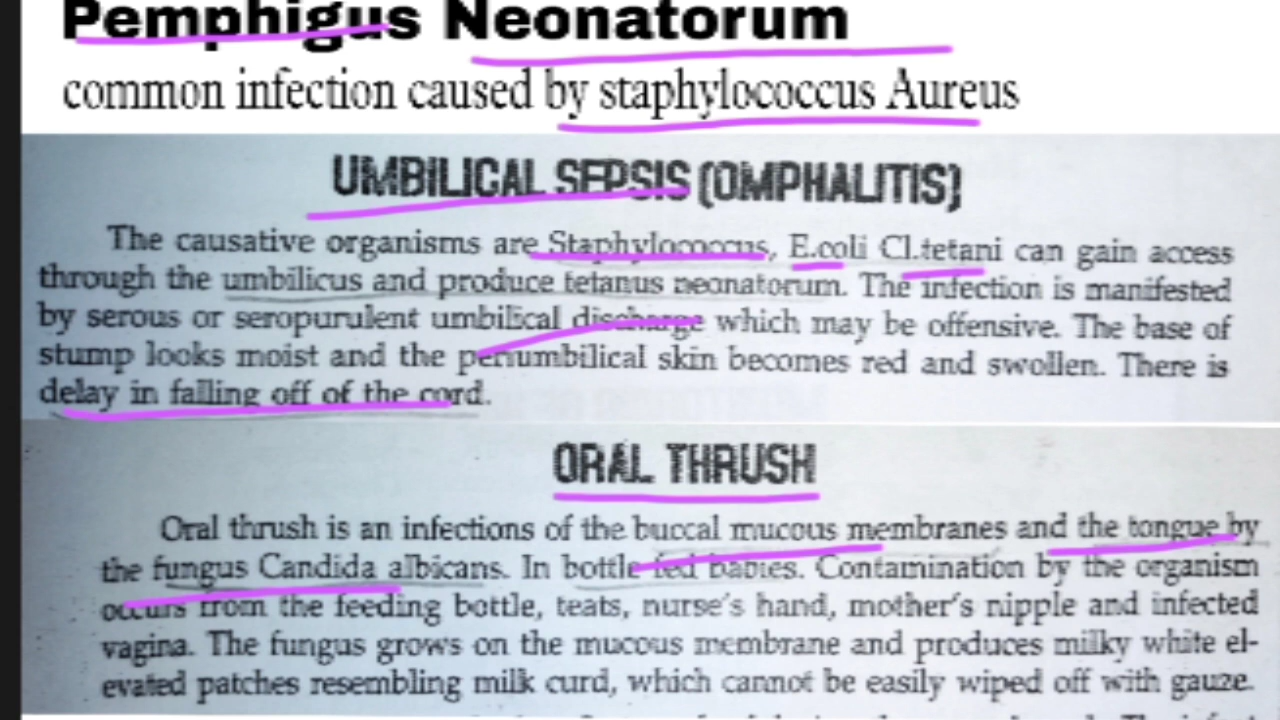 Pemphigus Neonatorum
common infection caused by staphylococcus Aureus
UMBILICAL SEPSIS (OMPHALITIS)
The causative organisms are Staphylococcus, E.coli Cl.tetani can gain access
through the umbilicus and produce tetanus neonatorum. The infection is manifested
by serous or seropurulent umbilical discharge which may be offensive. The base of
stump looks moist and the periumbilical skin becomes red and swollen. There is
delay in falling off of the cord.
ORAL THRUSH
Oral thrush is an infections of the buccal mucous membranes and the tongue by
the fungus Candida albicans. In bottle fed babies. Contamination by the organism
occurs from the feeding bottle, teats, nurse's hand, mother's nipple and infected
vagina. The fungus grows on the mucous membrane and produces milky white el-
evated patches resembling milk curd, which cannot be easily wiped off with gauze.